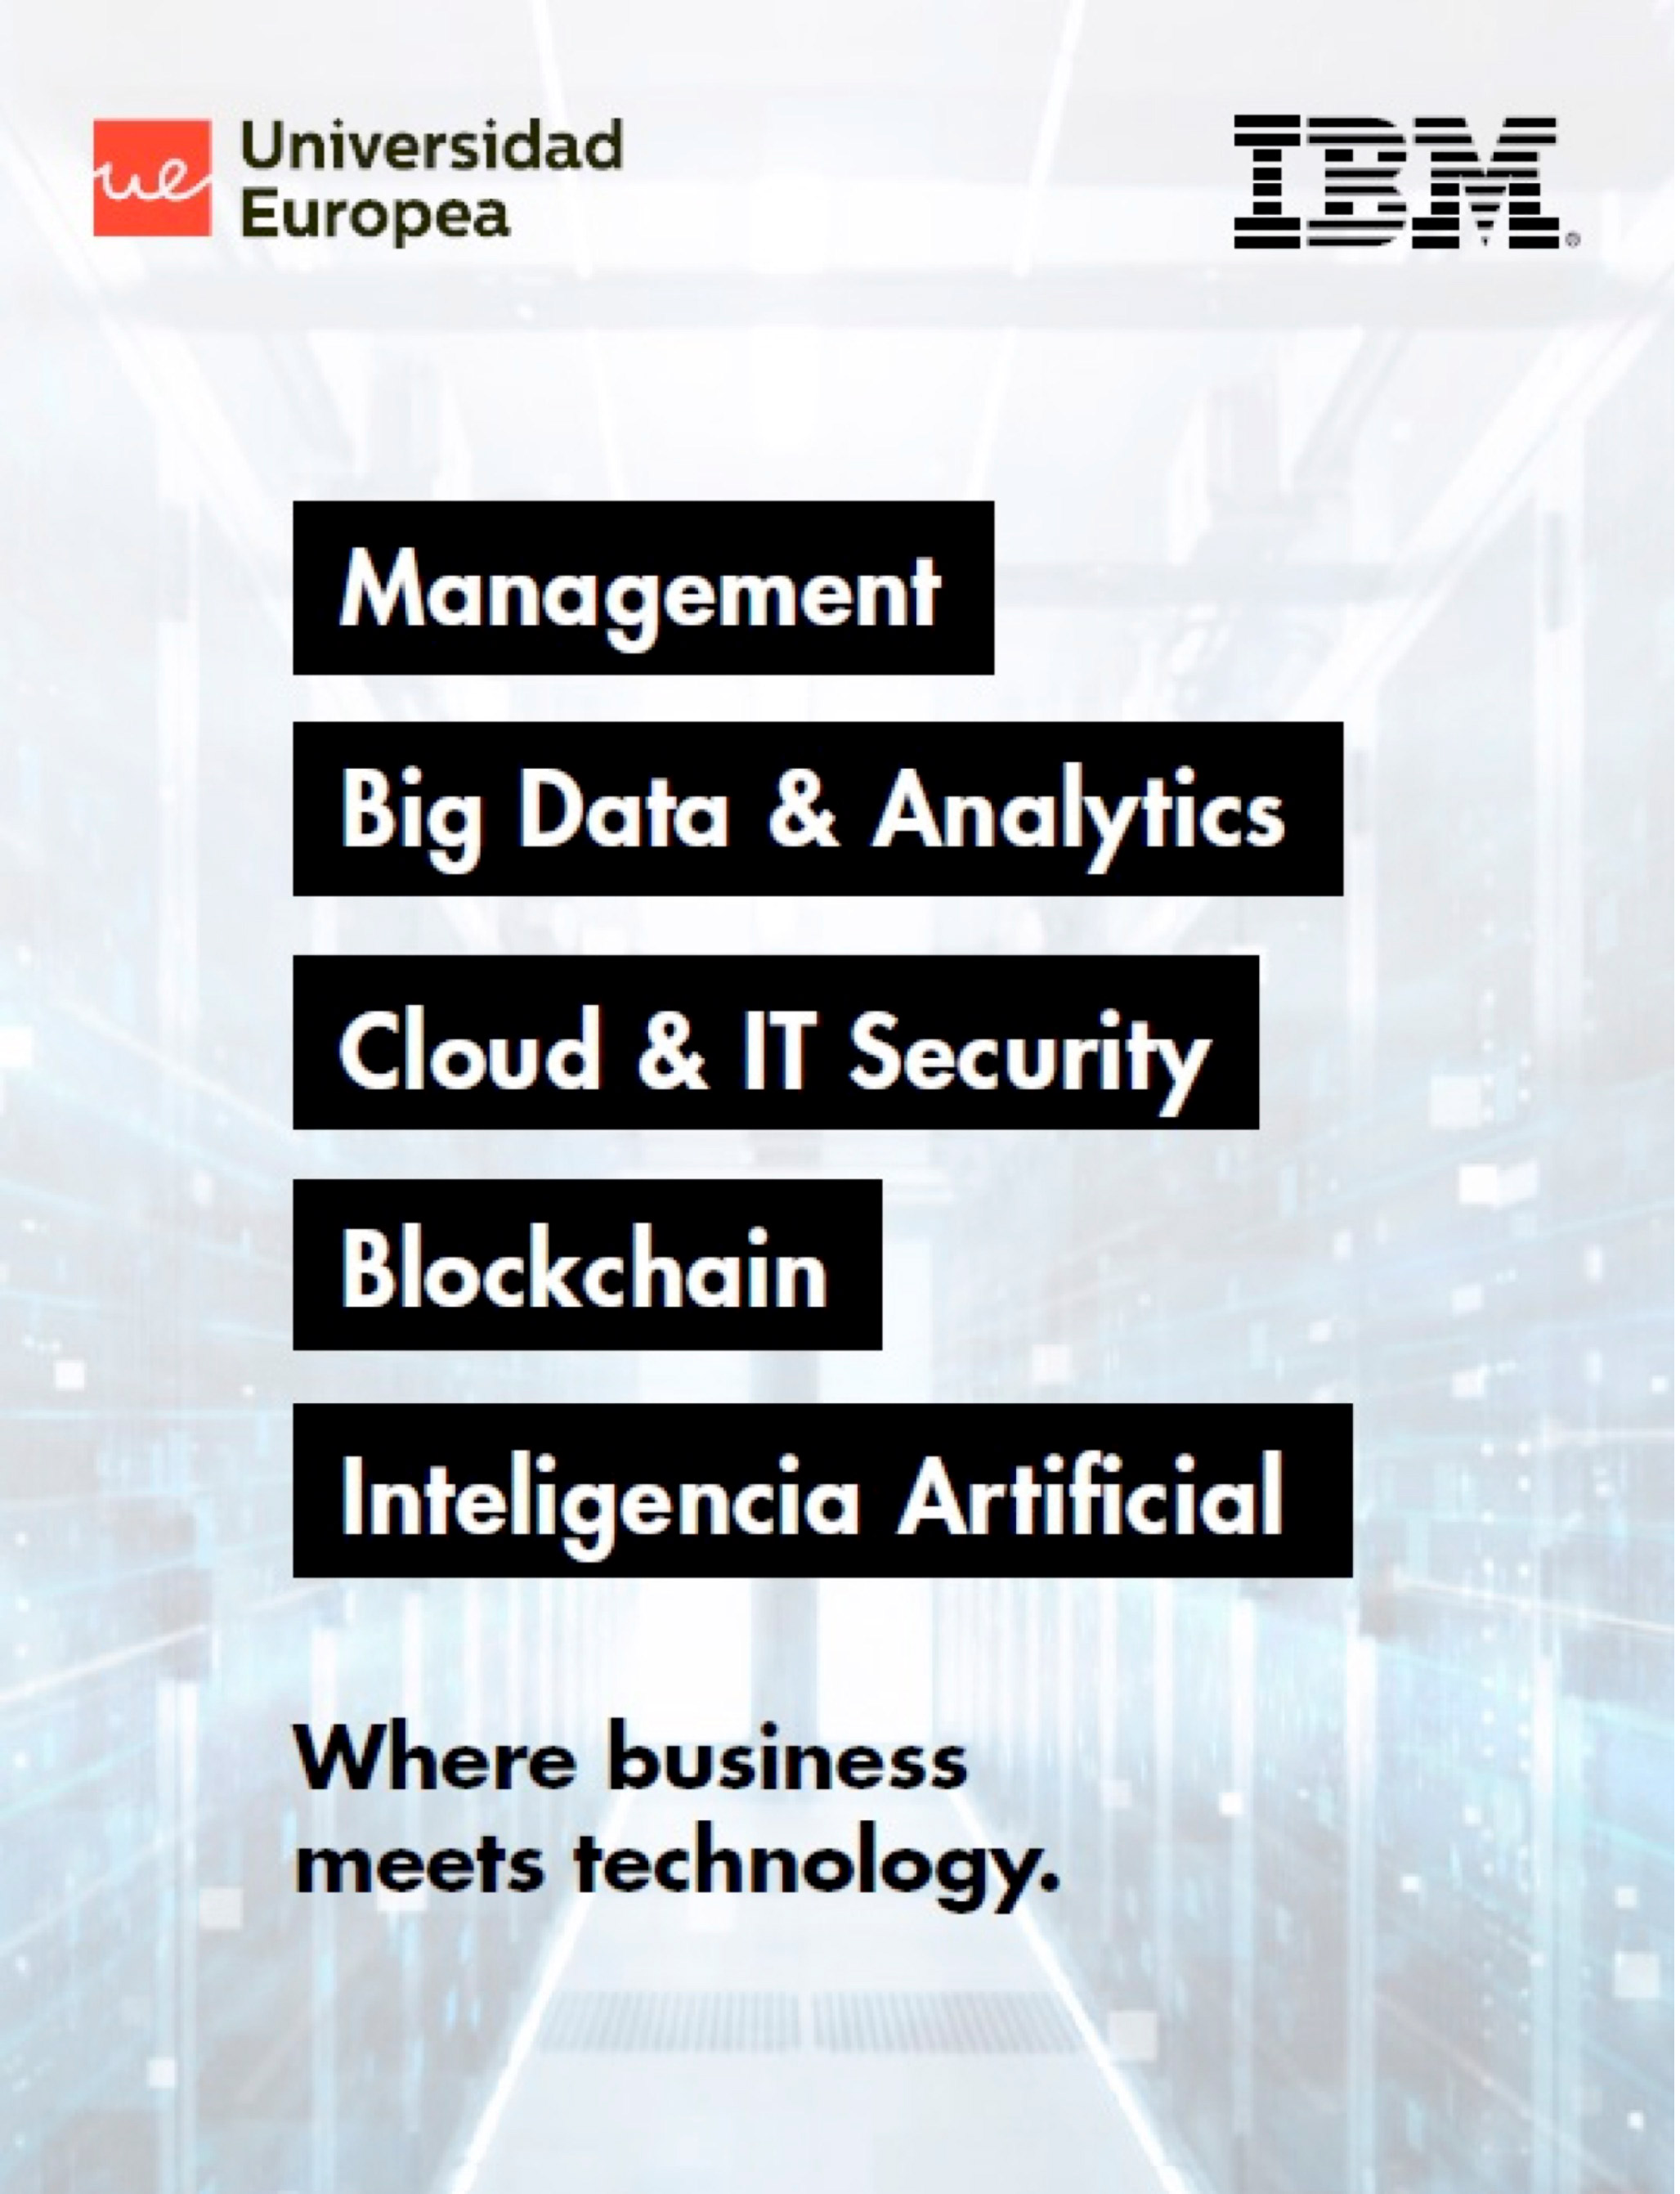 ue Universidad
Europea
IBM®
Management
Big Data & Analytics
Cloud & IT Security
Blockchain
Inteligencia Artificial
Where business
meets technology.